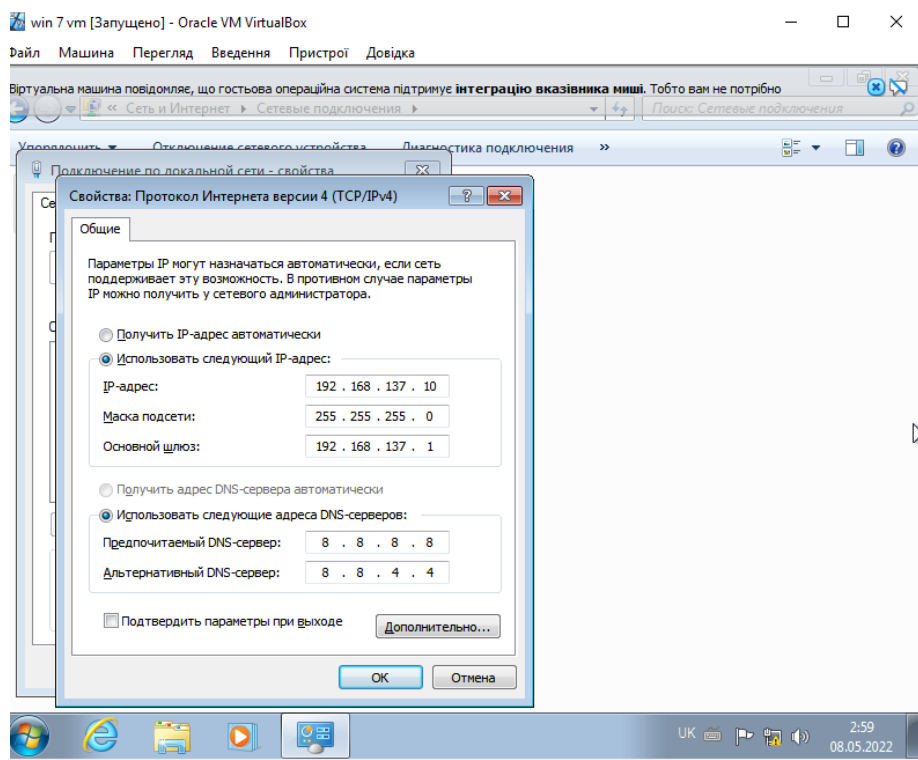 win 7 vm [Запущено] - Oracle VM VirtualBox
Файл Машина Перегляд Введення Пристрої Довідка
Віртуальна машина повідомляє, що гостьова операційна система підтримує інтеграцію вказівника миші. Тобто вам не потрібно
« Сеть и Интернет Сетевые подключения Поиск: Сетевые подключения
Упорядочить Отключение сетевого устройства Диагностика подключения »
Подключение по локальной сети - свойства
Се
Свойства: Протокол Интернета версии 4 (TCP/IPv4)
Общие
Параметры IP могут назначаться автоматически, если сеть
поддерживает эту возможность. В противном случае параметры
IP можно получить у сетевого администратора.
Получить IP-адрес автоматически
Использовать следующий IP-адрес:
IP-адрес: 192 . 168 . 137 . 10
Маска подсети: 255 . 255 . 255 . 0
Основной шлюз: 192 . 168 . 137 . 1
Получить адрес DNS-сервера автоматически
Использовать следующие адреса DNS-серверов:
Предпочитаемый DNS-сервер: 8 . 8 . 8 . 8
Альтернативный DNS-сервер: 8 . 8 . 4 . 4
Подтвердить параметры при выходе Дополнительно...
OK Отмена
UK 2:59
08.05.2022